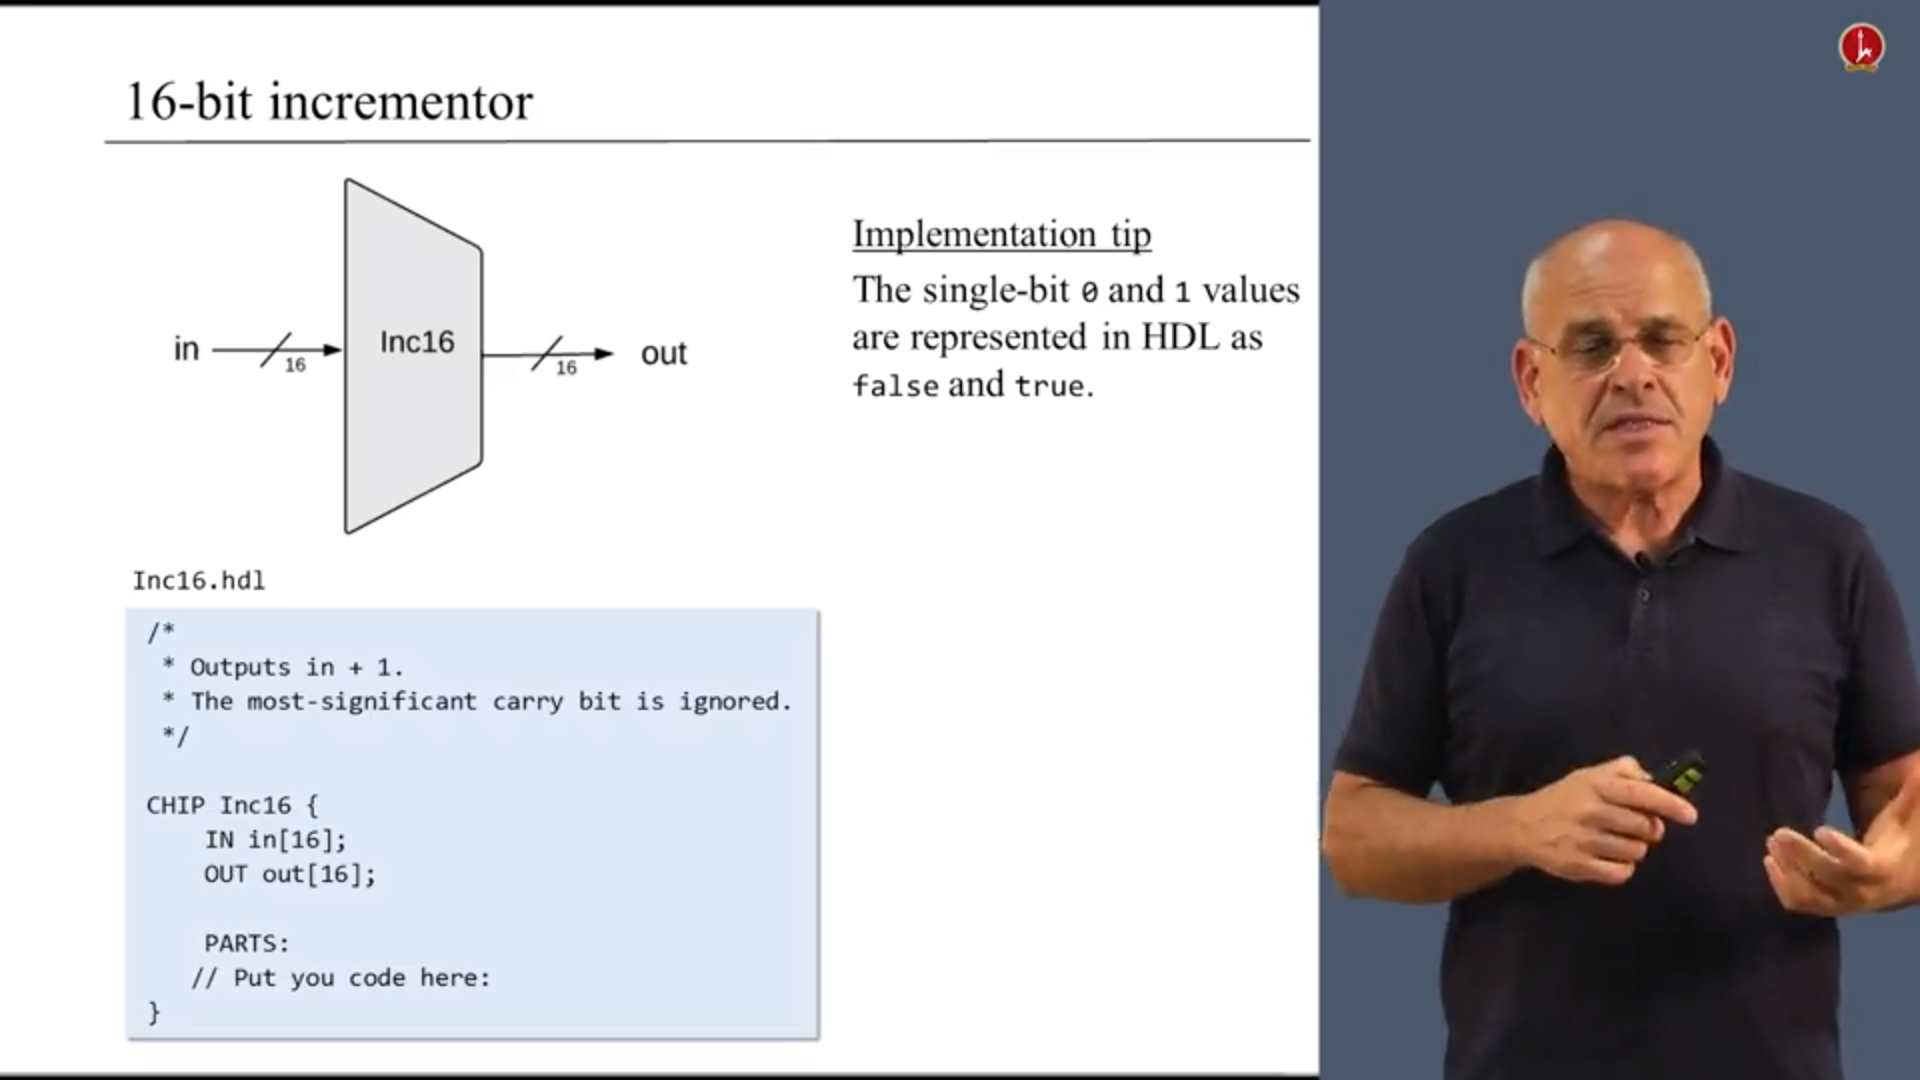 16-bit incrementor
in
16
Inc16
16
out
Implementation tip
The single-bit 0 and 1 values
are represented in HDL as
false and true.
Inc16.hdl
/*
* Outputs in + 1.
* The most-significant carry bit is ignored.
*/
CHIP Inc16 {
IN in[16];
OUT out[16];
PARTS:
// Put you code here:
}